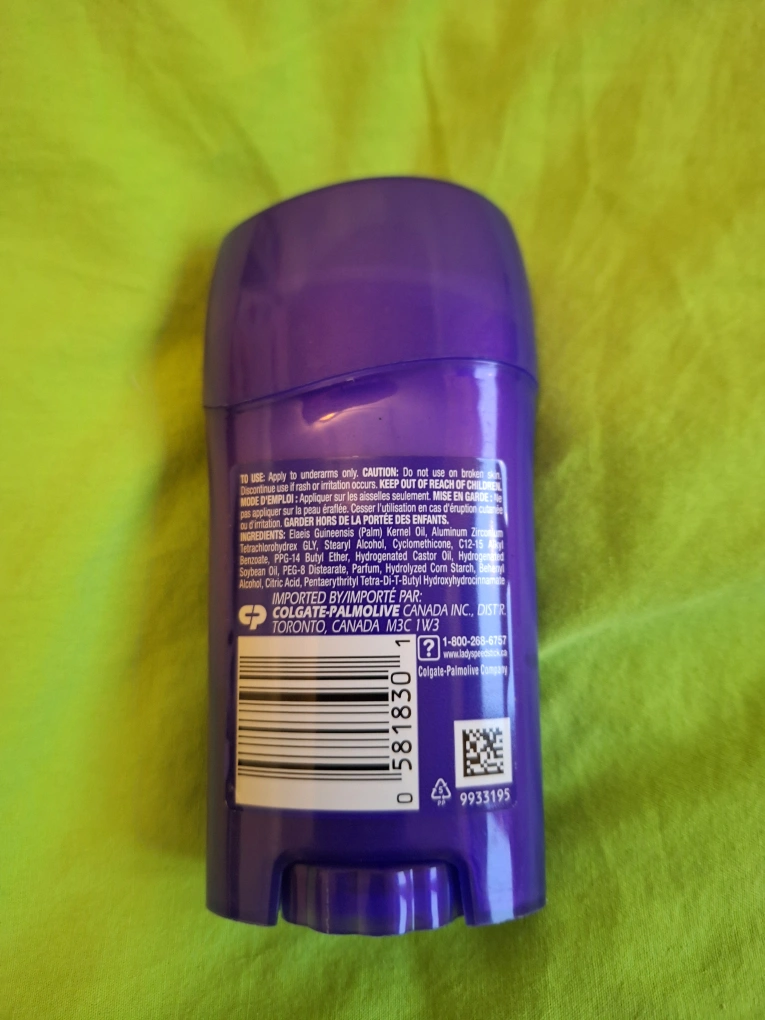 TO USE: Apply to underarms only. CAUTION: Do not use on broken skin.
Discontinue use if rash or irritation occurs. KEEP OUT OF REACH OF CHILDREN.
MODE D'EMPLOI : Appliquer sur les aisselles seulement. MISE EN GARDE : Ne
pas appliquer sur la peau éraflée. Cesser l'utilisation en cas d'éruption cutanée
ou d'irritation. GARDER HORS DE LA PORTÉE DES ENFANTS.
INGREDIENTS: Elaeis Guineensis (Palm) Kernel Oil, Aluminum Zirconium
Tetrachlorohydrex GLY, Stearyl Alcohol, Cyclomethicone, C12-15 Alkyl
Benzoate, PPG-14 Butyl Ether, Hydrogenated Castor Oil, Hydrogenated
Soybean Oil, PEG-8 Distearate, Parfum, Hydrolyzed Corn Starch, Behenyl
Alcohol, Citric Acid, Pentaerythrityl Tetra-Di-T-Butyl Hydroxyhydrocinnamate
CP
IMPORTED BY/IMPORTÉ PAR:
COLGATE-PALMOLIVE CANADA INC., DIST'R.
TORONTO, CANADA M3C 1W3
? 1-800-268-6757
www.ladyspeedstick.ca
Colgate-Palmolive Company
0 581830 1
5
PP
9933195